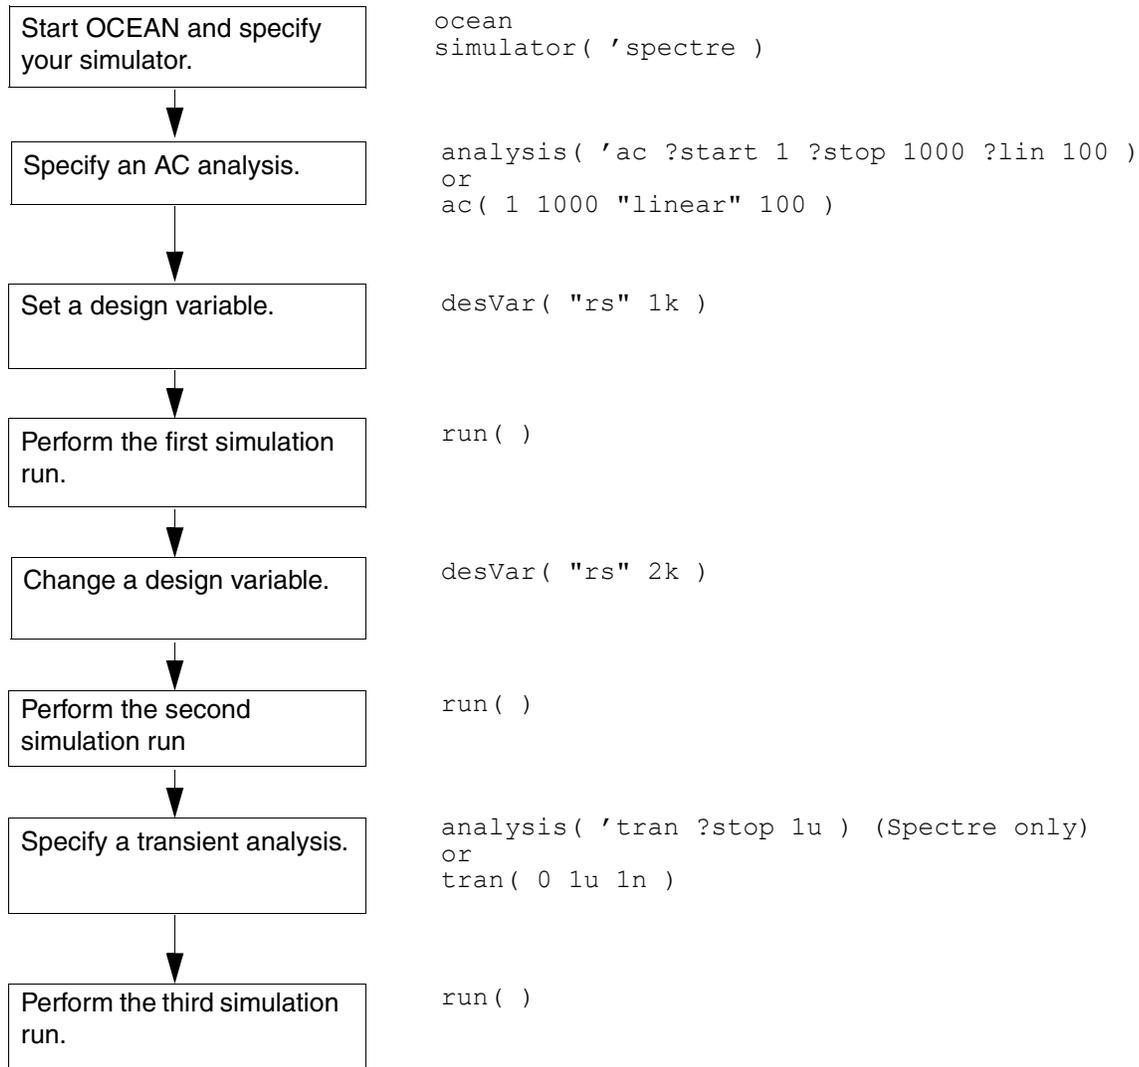 Start OCEAN and specify
your simulator.
ocean
simulator( ’spectre )
Specify an AC analysis.
analysis( ’ac ?start 1 ?stop 1000 ?lin 100 )
or
ac( 1 1000 "linear" 100 )
Set a design variable.
desVar( "rs" 1k )
Perform the first simulation
run.
run( )
Change a design variable.
desVar( "rs" 2k )
Perform the second
simulation run
run( )
Specify a transient analysis.
analysis( ’tran ?stop 1u ) (Spectre only)
or
tran( 0 1u 1n )
Perform the third simulation
run.
run( )